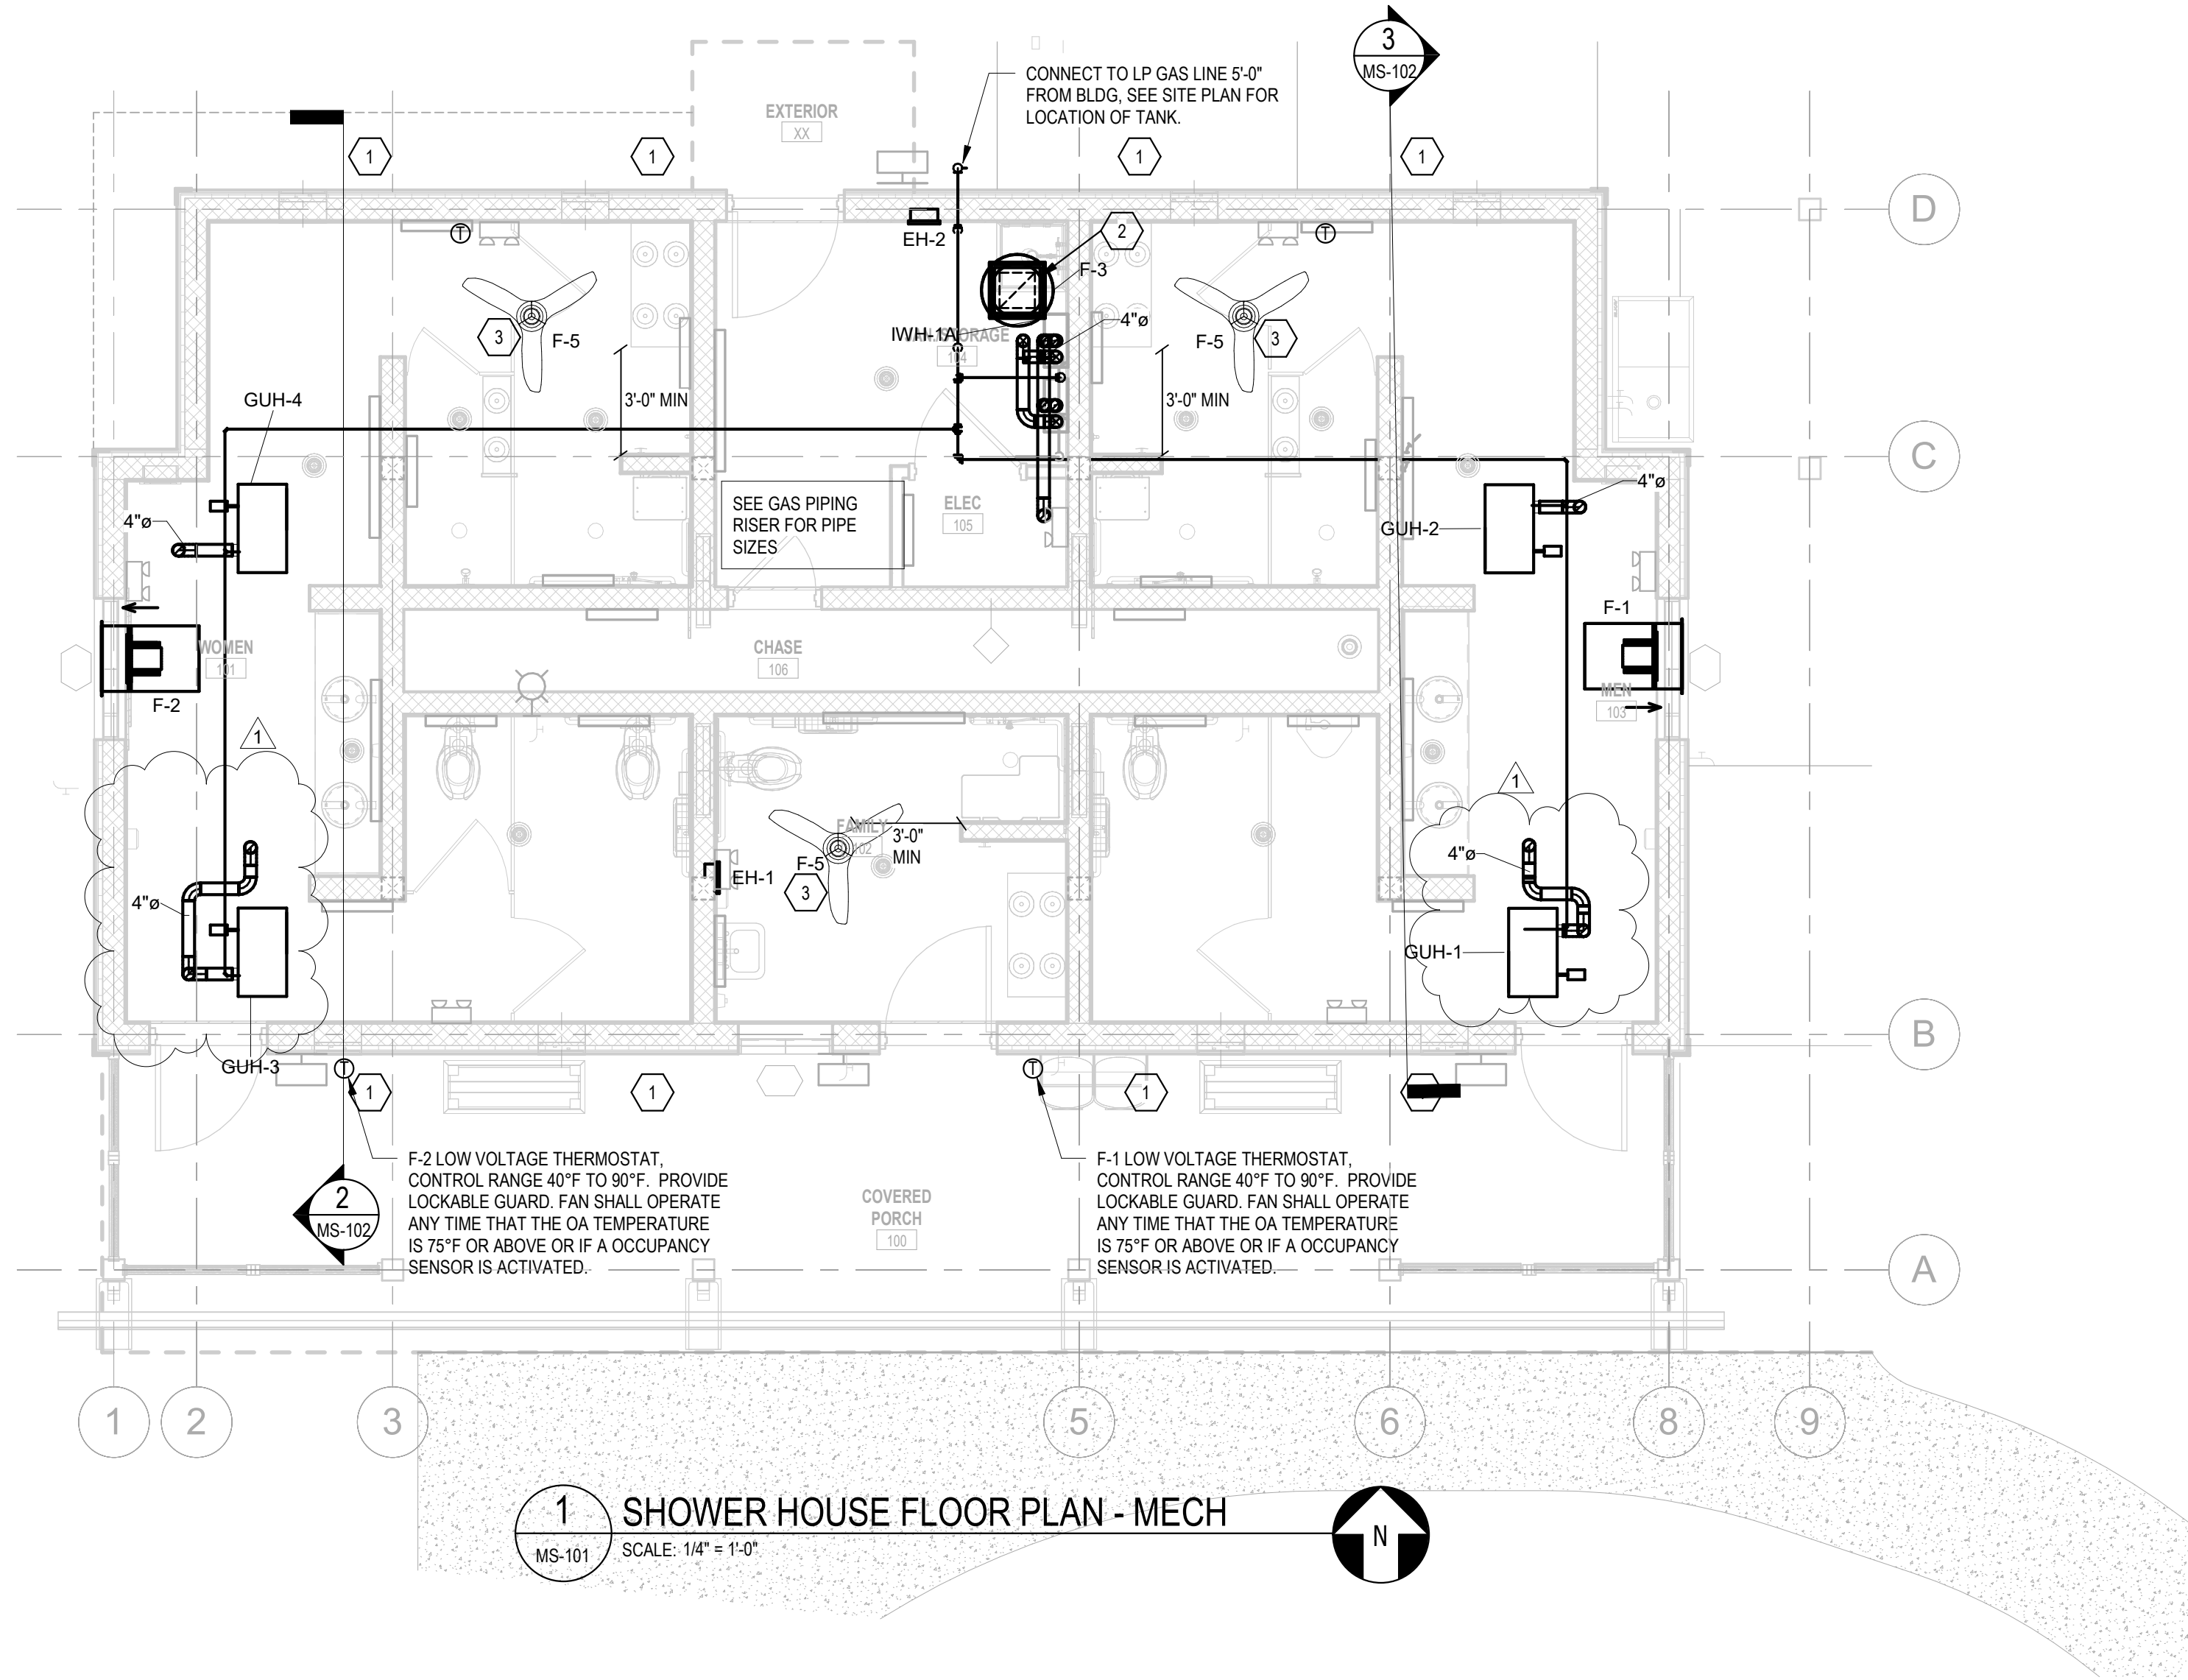 3
MS-102
CONNECT TO LP GAS LINE 5'-0"
FROM BLDG, SEE SITE PLAN FOR
LOCATION OF TANK.
EXTERIOR
XX
1
1
1
1
D
T
EH-2
2
T
F-3
3
F-5
IWH-1A
STORAGE
104
4"ø
F-5
3
GUH-4
3'-0" MIN
3'-0" MIN
C
4"ø
SEE GAS PIPING
RISER FOR PIPE
SIZES
ELEC
105
4"ø
GUH-2
F-1
WOMEN
101
CHASE
106
F-2
MEN
103
1
1
FAMILY
102
3'-0"
MIN
4"ø
F-5
EH-1
3
4"ø
GUH-1
B
GUH-3
T
T
1
1
1
F-2 LOW VOLTAGE THERMOSTAT,
CONTROL RANGE 40°F TO 90°F. PROVIDE
LOCKABLE GUARD. FAN SHALL OPERATE
ANY TIME THAT THE OA TEMPERATURE
IS 75°F OR ABOVE OR IF A OCCUPANCY
SENSOR IS ACTIVATED.
F-1 LOW VOLTAGE THERMOSTAT,
CONTROL RANGE 40°F TO 90°F. PROVIDE
LOCKABLE GUARD. FAN SHALL OPERATE
ANY TIME THAT THE OA TEMPERATURE
IS 75°F OR ABOVE OR IF A OCCUPANCY
SENSOR IS ACTIVATED.
2
MS-102
COVERED
PORCH
100
A
1
2
3
5
6
8
9
1
MS-101
SHOWER HOUSE FLOOR PLAN - MECH
SCALE: 1/4" = 1'-0"
N